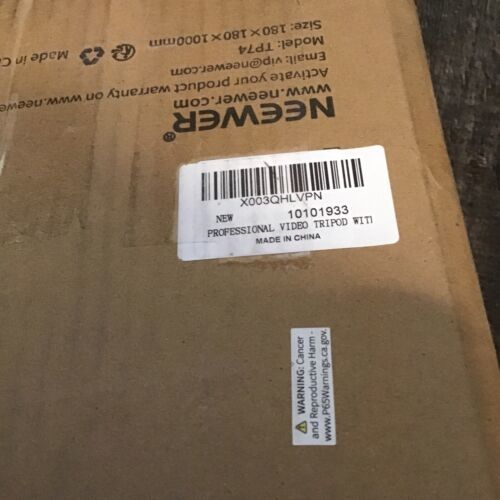 NEEWER®
www.neewer.com
Activate your product warranty on www.neewer
Email: vip@neewer.com
Model: TP74
Size: 180×180×1000mm
Made in C
X003QHLVPN
NEW 10101933
PROFESSIONAL VIDEO TRIPOD WIT
MADE IN CHINA
WARNING: Cancer
and Reproductive Harm -
www.P65Warnings.ca.gov.